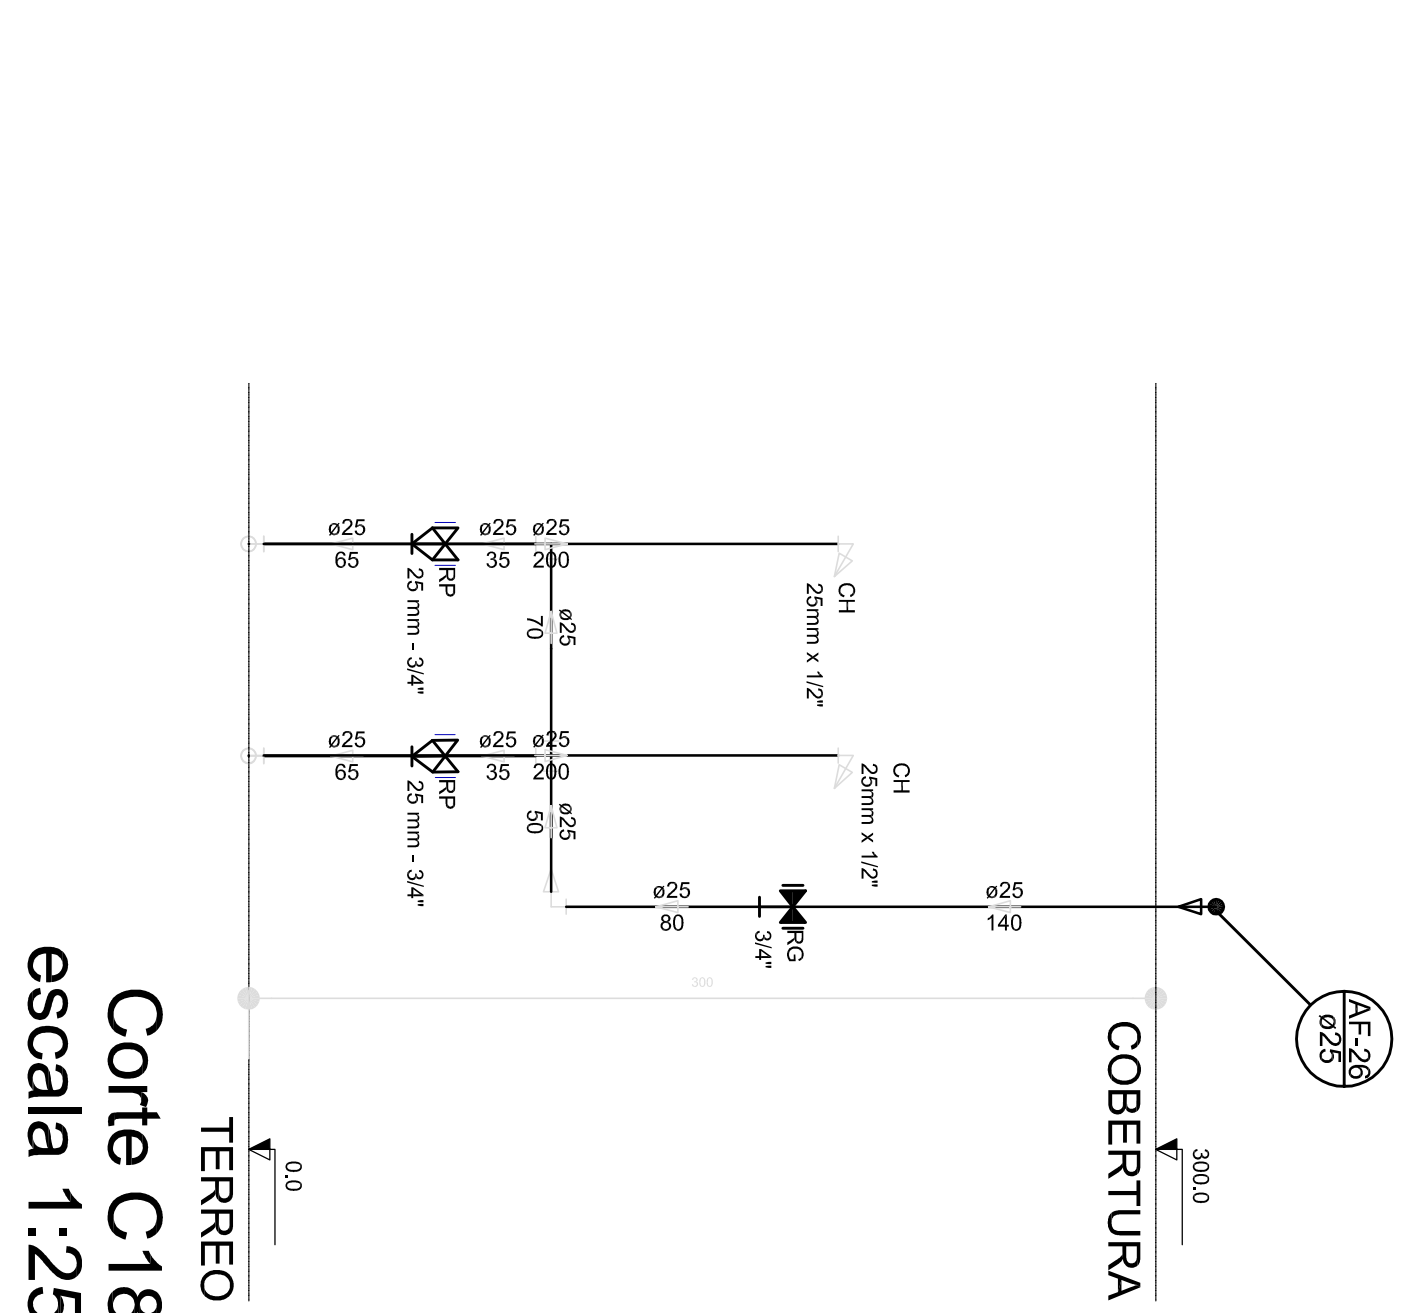 AF-26
ø25
COBERTURA
300.0
ø25
140
RG
3/4"
ø25
80
300
CH
25mm x 1/2"
CH
25mm x 1/2"
ø25
70
ø25
50
ø25
200
ø25
35
RP
25 mm - 3/4"
ø25
65
ø25
200
ø25
35
RP
25 mm - 3/4"
ø25
65
TERREO
0.0
Corte C18
escala 1:25